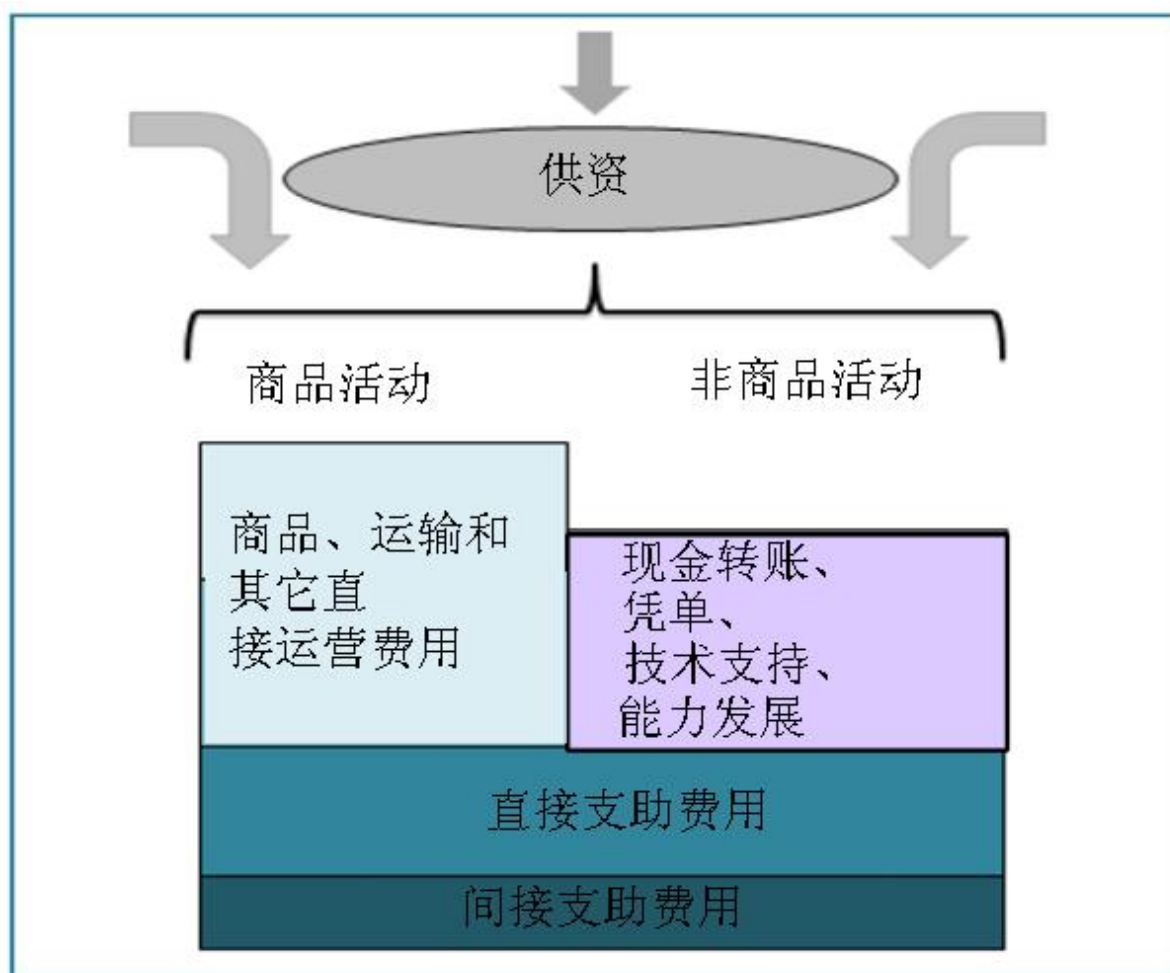 供资
商品活动
非商品活动
商品、运输和
其它直
接运营费用
现金转账、
凭单、
技术支持、
能力发展
直接支助费用
间接支助费用